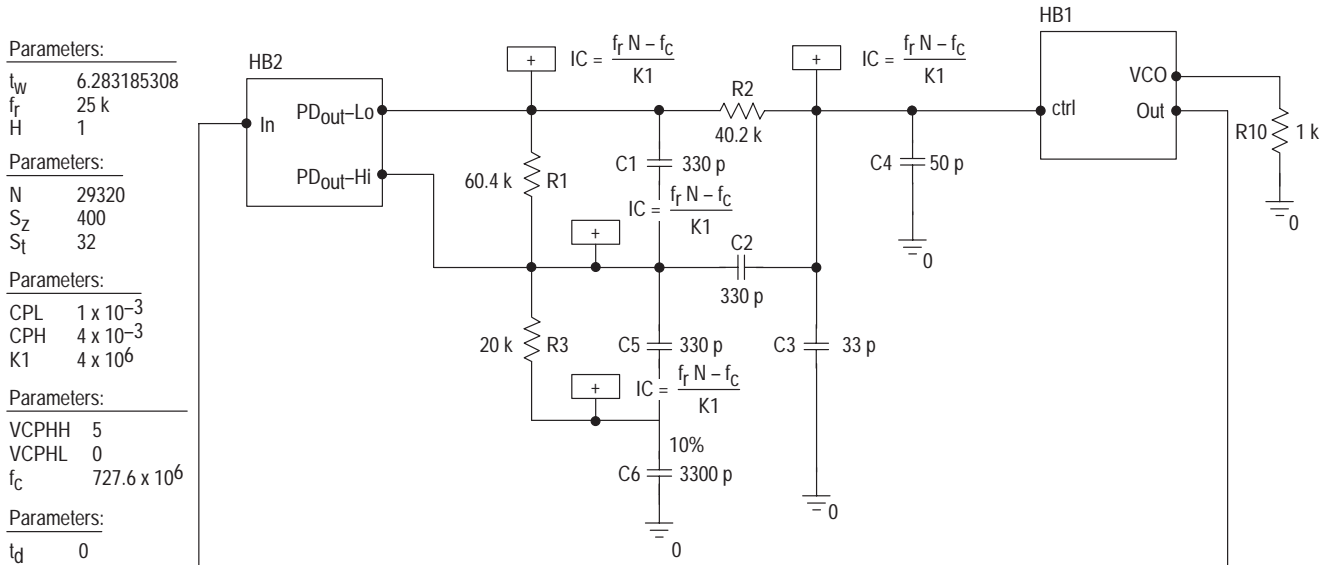 Parameters:
tw 6.283185308
fr 25 k
H 1
Parameters:
N 29320
Sz 400
St 32
Parameters:
CPL 1 x 10–3
CPH 4 x 10–3
K1 4 x 106
Parameters:
VCPHH 5
VCPHL 0
fc 727.6 x 106
Parameters:
td 0
HB2
In
PDout–Lo
PDout–Hi
+
IC = fr N – fc
K1
60.4 k R1
C1 330 p
IC = fr N – fc
K1
R2
40.2 k
+
IC = fr N – fc
K1
C4 50 p
0
+
C2
330 p
20 k R3
C5 330 p
IC = fr N – fc
K1
+
10%
C6 3300 p
0
C3 33 p
0
HB1
ctrl
VCO
Out
R10 1 k
0